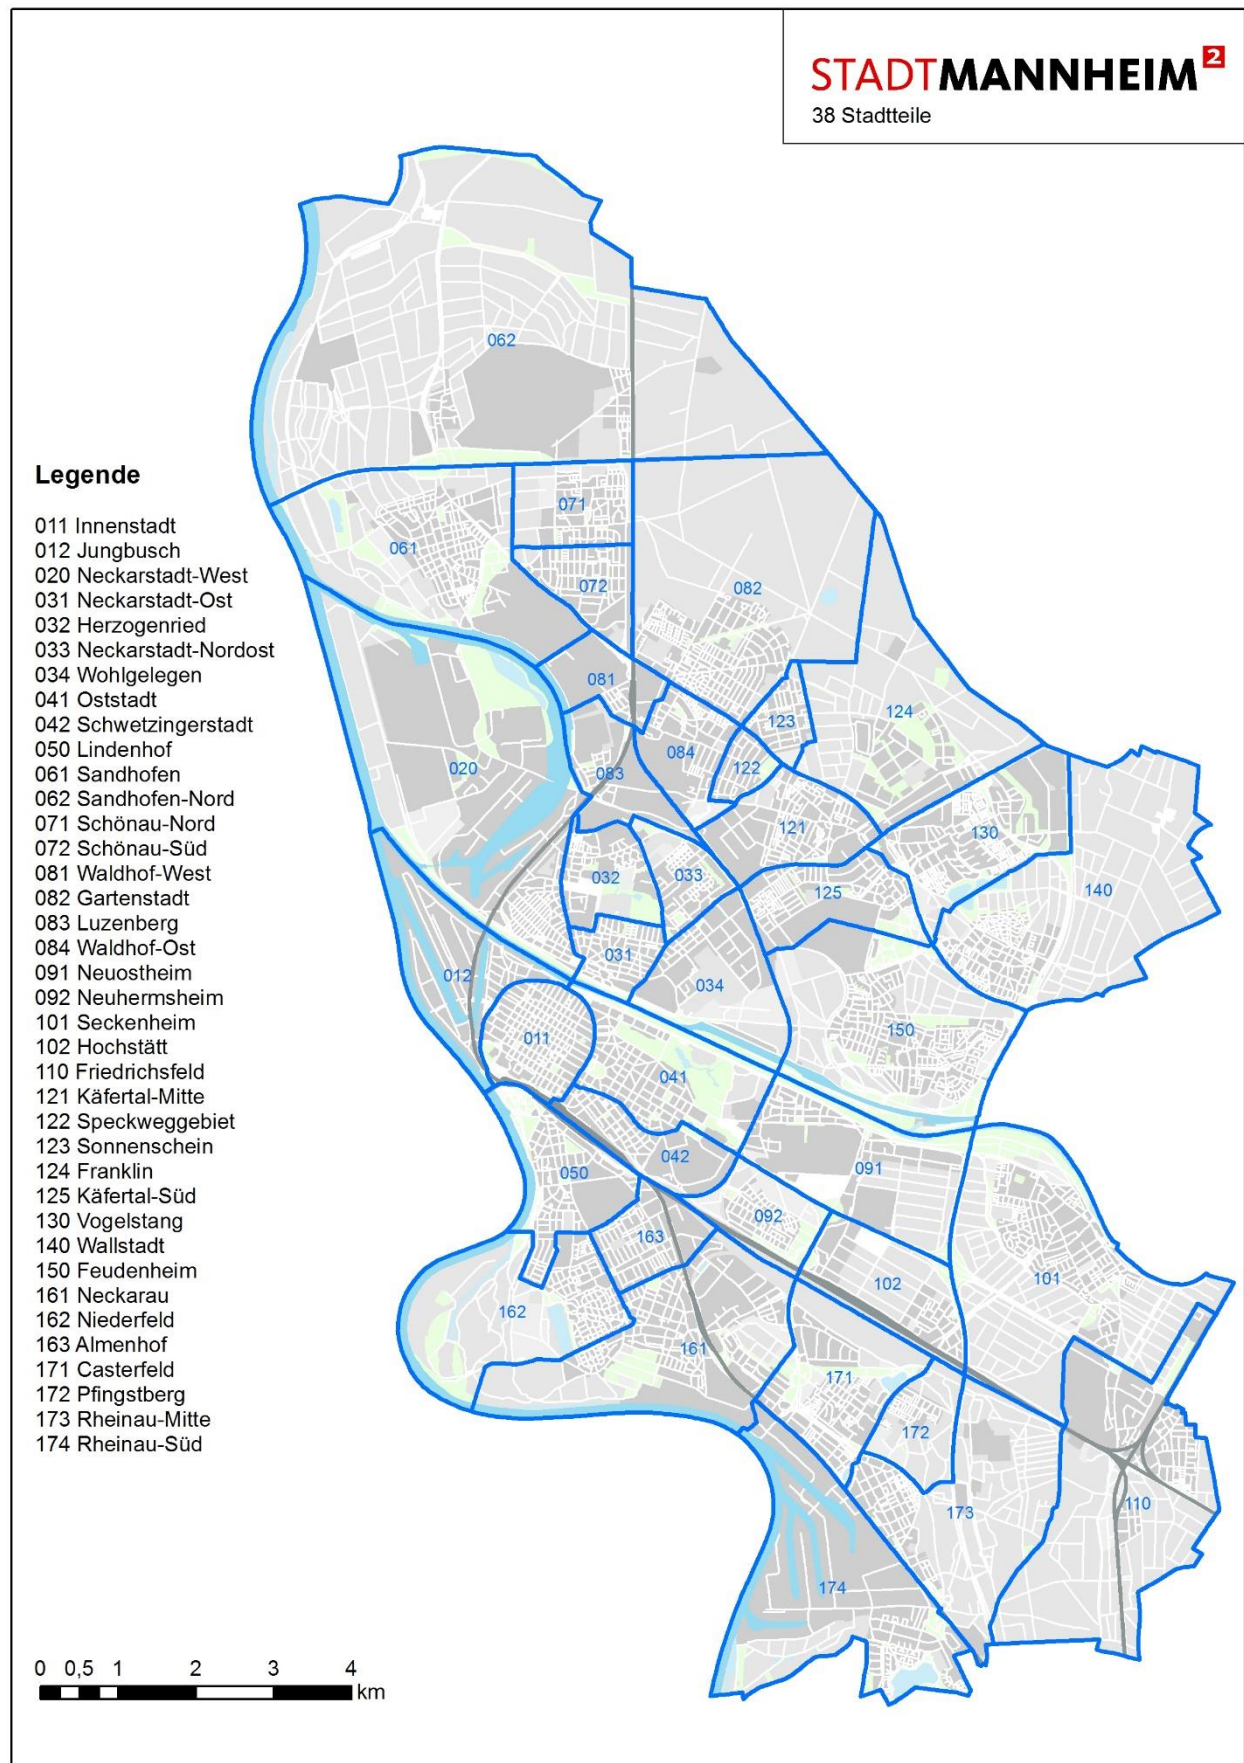 STADTMANNHEIM²
38 Stadtteile
Legende
011 Innenstadt
012 Jungbusch
020 Neckarstadt-West
031 Neckarstadt-Ost
032 Herzogenried
033 Neckarstadt-Nordost
034 Wohlgelegen
041 Oststadt
042 Schwetzingerstadt
050 Lindenhof
061 Sandhofen
062 Sandhofen-Nord
071 Schönau-Nord
072 Schönau-Süd
081 Waldhof-West
082 Gartenstadt
083 Luzenberg
084 Waldhof-Ost
091 Neuostheim
092 Neuhermsheim
101 Seckenheim
102 Hochstätt
110 Friedrichsfeld
121 Käfertal-Mitte
122 Speckweggebiet
123 Sonnenschein
124 Franklin
125 Käfertal-Süd
130 Vogelstang
140 Wallstadt
150 Feudenheim
161 Neckarau
162 Niederfeld
163 Almenhof
171 Casterfeld
172 Pfingstberg
173 Rheinau-Mitte
174 Rheinau-Süd
062
071
061
072
082
081
123
124
084
020
083
122
121
130
032
033
125
140
031
012
034
011
150
041
042
050
091
092
163
101
102
162
161
171
172
110
173
174
0 0,5 1 2 3 4
km